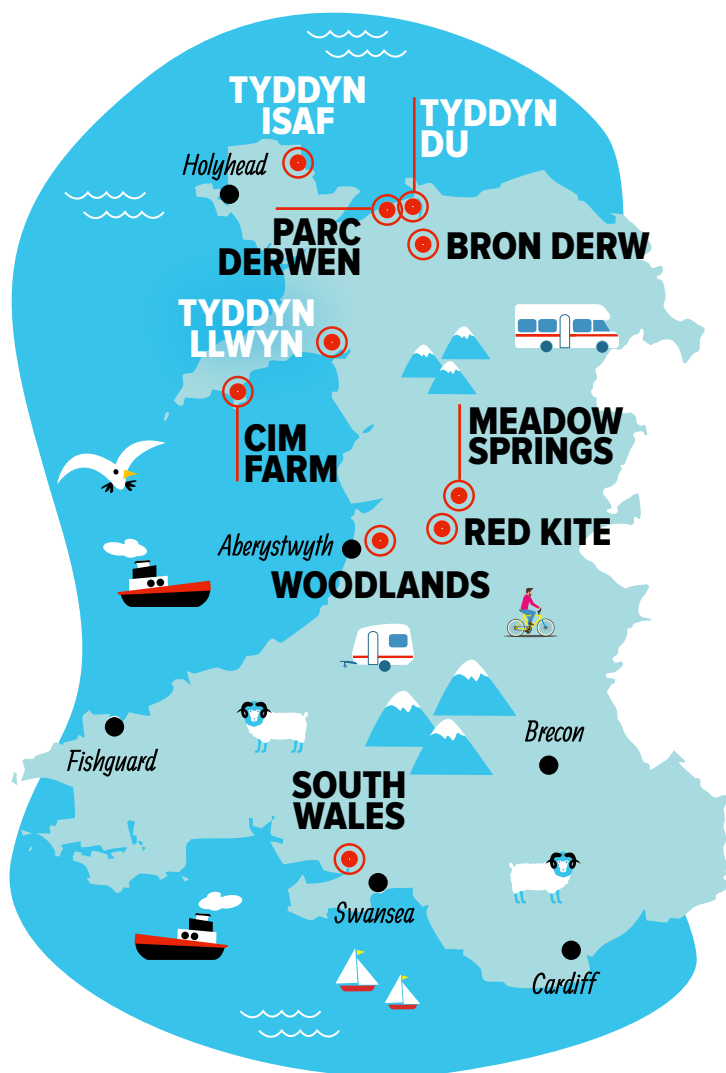 TYDDYN
ISAF
TYDDYN
DU
Holyhead
PARC
DERWEN
BRON DERW
TYDDYN
LLWYN
MEADOW
SPRINGS
CIM
FARM
RED KITE
Aberystwyth
WOODLANDS
Brecon
Fishguard
SOUTH
WALES
Swansea
Cardiff